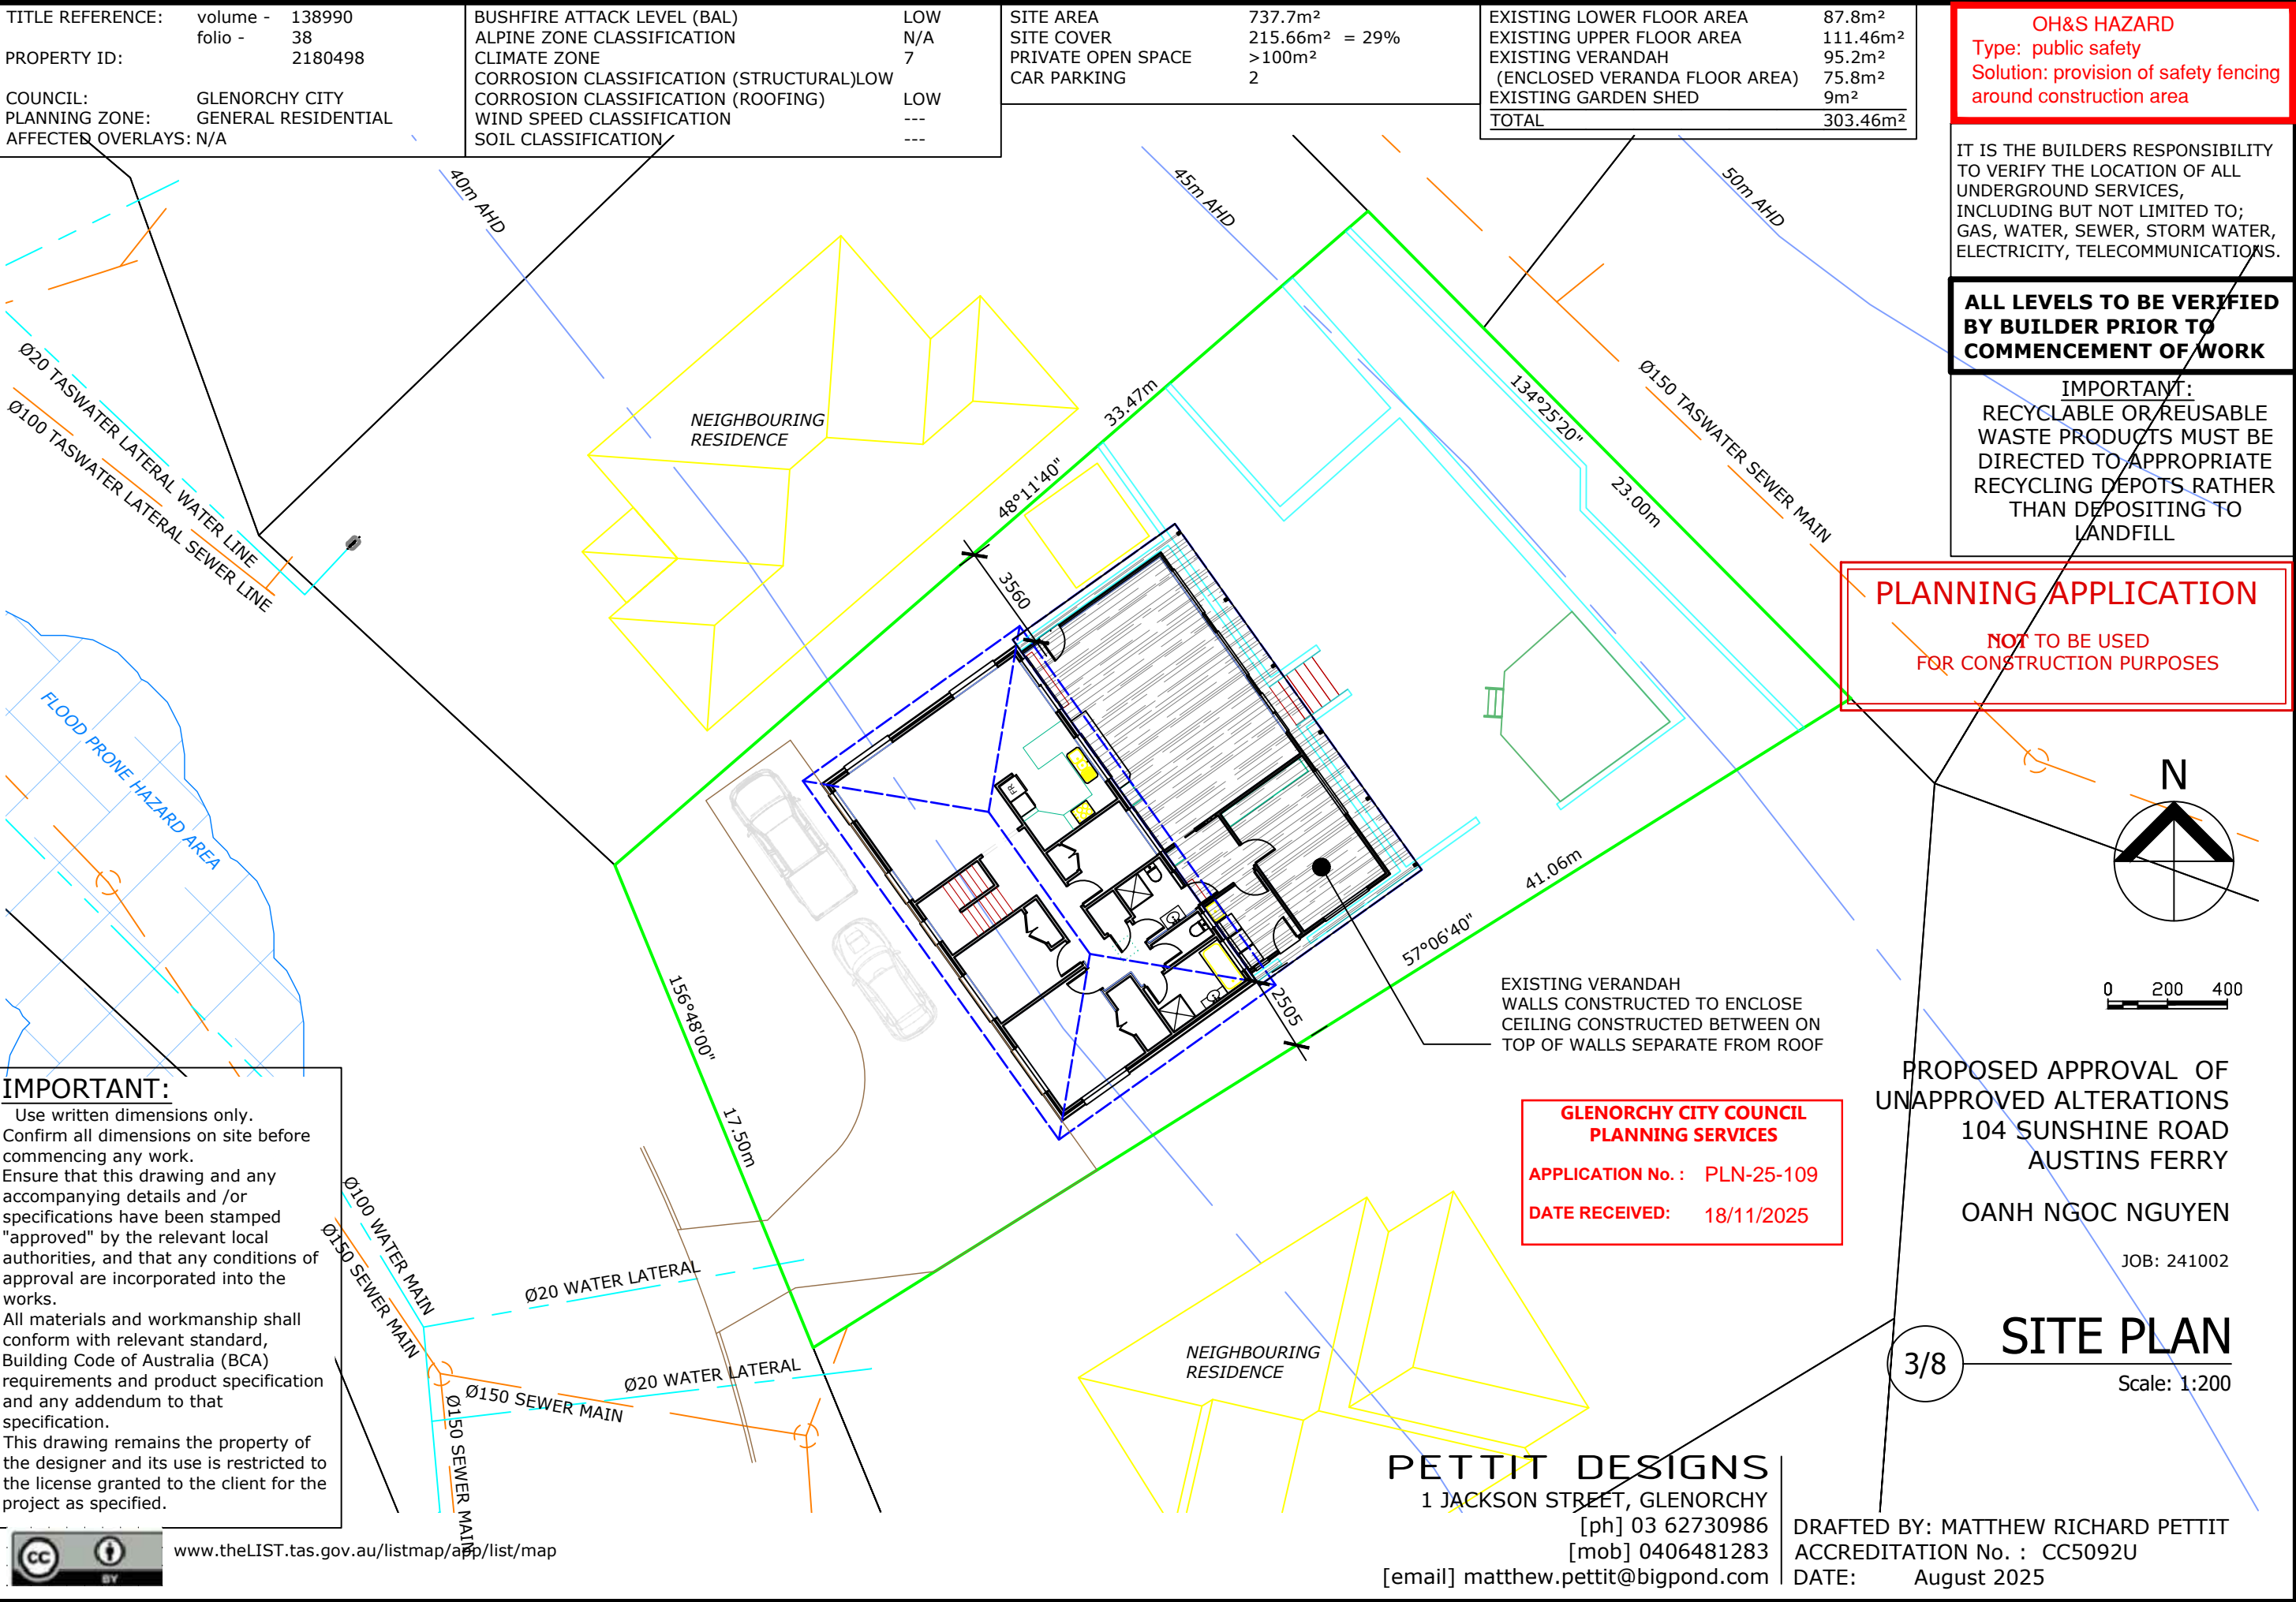 TITLE REFERENCE: volume - 138990
folio - 38
PROPERTY ID: 2180498
COUNCIL: GLENORCHY CITY
PLANNING ZONE: GENERAL RESIDENTIAL
AFFECTED OVERLAYS: N/A
BUSHFIRE ATTACK LEVEL (BAL) LOW
ALPINE ZONE CLASSIFICATION N/A
CLIMATE ZONE 7
CORROSION CLASSIFICATION (STRUCTURAL)LOW
CORROSION CLASSIFICATION (ROOFING) LOW
WIND SPEED CLASSIFICATION ---
SOIL CLASSIFICATION ---
SITE AREA 737.7m²
SITE COVER 215.66m² = 29%
PRIVATE OPEN SPACE >100m²
CAR PARKING 2
EXISTING LOWER FLOOR AREA 87.8m²
EXISTING UPPER FLOOR AREA 111.46m²
EXISTING VERANDAH 95.2m²
(ENCLOSED VERANDA FLOOR AREA) 75.8m²
EXISTING GARDEN SHED 9m²
TOTAL 303.46m²
OH&S HAZARD
Type: public safety
Solution: provision of safety fencing
around construction area
IT IS THE BUILDERS RESPONSIBILITY
TO VERIFY THE LOCATION OF ALL
UNDERGROUND SERVICES,
INCLUDING BUT NOT LIMITED TO;
GAS, WATER, SEWER, STORM WATER,
ELECTRICITY, TELECOMMUNICATIONS.
ALL LEVELS TO BE VERIFIED
BY BUILDER PRIOR TO
COMMENCEMENT OF WORK
IMPORTANT:
RECYCLABLE OR REUSABLE
WASTE PRODUCTS MUST BE
DIRECTED TO APPROPRIATE
RECYCLING DEPOTS RATHER
THAN DEPOSITING TO
LANDFILL
PLANNING APPLICATION
NOT TO BE USED
FOR CONSTRUCTION PURPOSES
40m AHD
45m AHD
50m AHD
Ø20 TASWATER LATERAL WATER LINE
Ø100 TASWATER LATERAL SEWER LINE
NEIGHBOURING
RESIDENCE
33.47m
48°11'40"
134°25'20"
23.00m
Ø150 TASWATER SEWER MAIN
3560
FR
FLOOD PRONE HAZARD AREA
N
0 200 400
41.06m
57°06'40"
2505
156°48'00"
17.50m
EXISTING VERANDAH
WALLS CONSTRUCTED TO ENCLOSE
CEILING CONSTRUCTED BETWEEN ON
TOP OF WALLS SEPARATE FROM ROOF
GLENORCHY CITY COUNCIL
PLANNING SERVICES
APPLICATION No. : PLN-25-109
DATE RECEIVED: 18/11/2025
PROPOSED APPROVAL OF
UNAPPROVED ALTERATIONS
104 SUNSHINE ROAD
AUSTINS FERRY
OANH NGOC NGUYEN
JOB: 241002
SITE PLAN
3/8
Scale: 1:200
IMPORTANT:
Use written dimensions only.
Confirm all dimensions on site before
commencing any work.
Ensure that this drawing and any
accompanying details and /or
specifications have been stamped
"approved" by the relevant local
authorities, and that any conditions of
approval are incorporated into the
works.
All materials and workmanship shall
conform with relevant standard,
Building Code of Australia (BCA)
requirements and product specification
and any addendum to that
specification.
This drawing remains the property of
the designer and its use is restricted to
the license granted to the client for the
project as specified.
Ø100 WATER MAIN
Ø150 SEWER MAIN
Ø20 WATER LATERAL
Ø20 WATER LATERAL
Ø150 SEWER MAIN
Ø150 SEWER MAIN
NEIGHBOURING
RESIDENCE
cc BY
www.theLIST.tas.gov.au/listmap/app/list/map
PETTIT DESIGNS
1 JACKSON STREET, GLENORCHY
[ph] 03 62730986
[mob] 0406481283
[email] matthew.pettit@bigpond.com
DRAFTED BY: MATTHEW RICHARD PETTIT
ACCREDITATION No. : CC5092U
DATE: August 2025